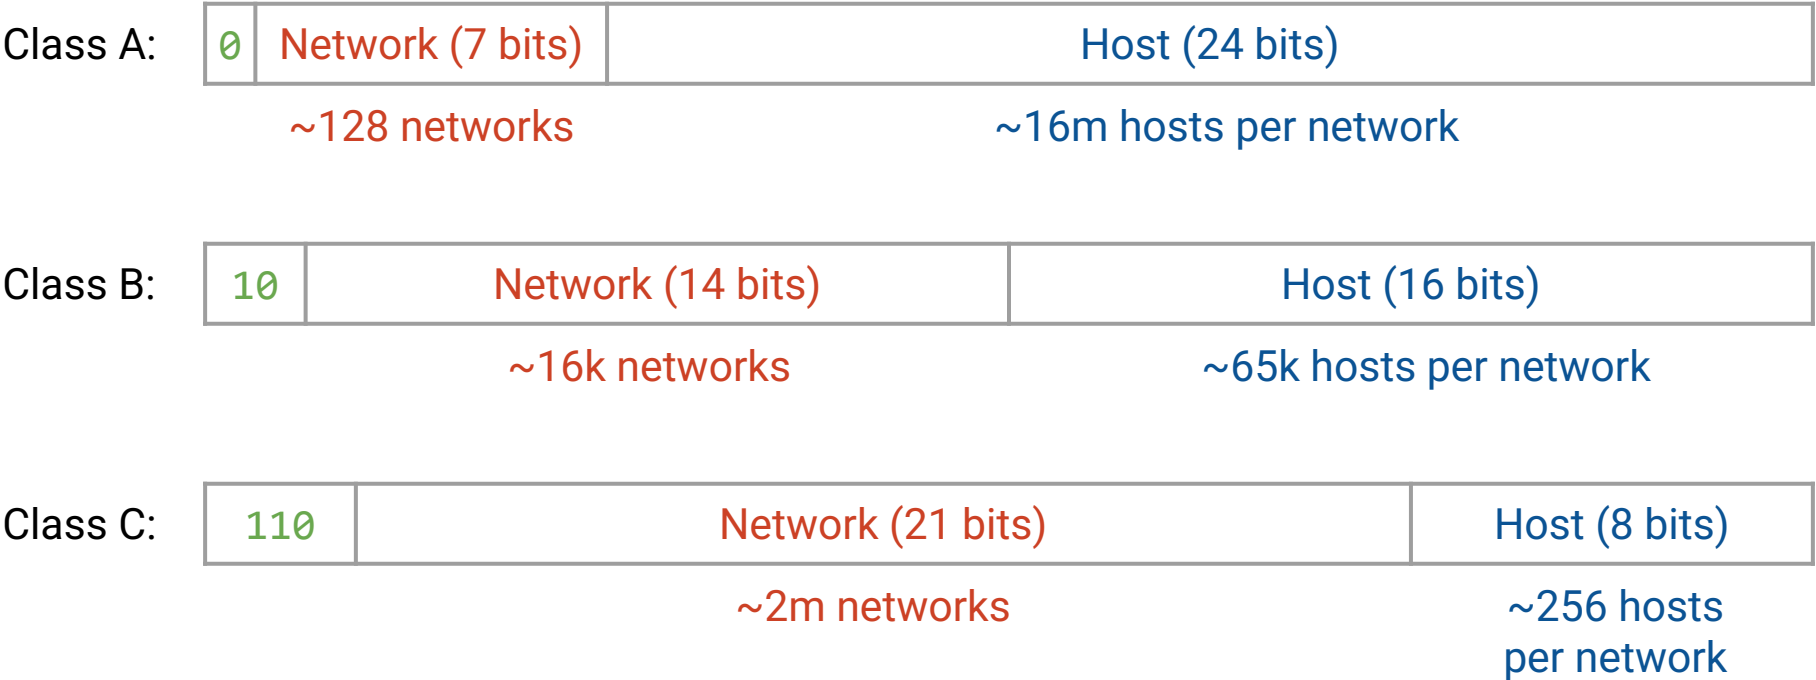 Class A: 0 Network (7 bits) Host (24 bits)
~128 networks ~16m hosts per network
Class B: 10 Network (14 bits) Host (16 bits)
~16k networks ~65k hosts per network
Class C: 110 Network (21 bits) Host (8 bits)
~2m networks ~256 hosts
per network